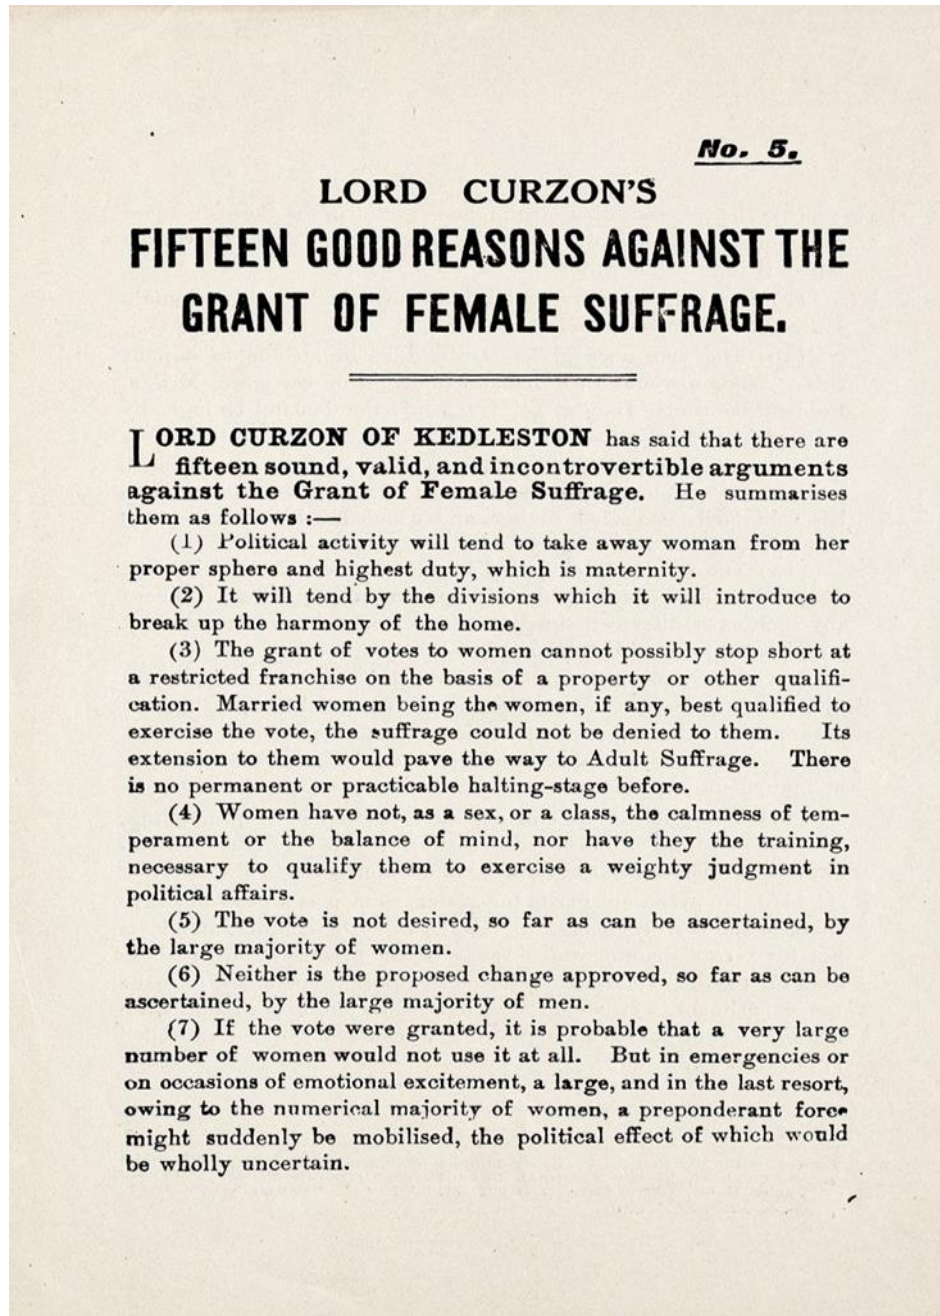 No. 5.
LORD CURZON'S
FIFTEEN GOOD REASONS AGAINST THE
GRANT OF FEMALE SUFFRAGE.
LORD CURZON OF KEDLESTON has said that there are
fifteen sound, valid, and incontrovertible arguments
against the Grant of Female Suffrage. He summarises
them as follows :—
(1) Political activity will tend to take away woman from her
proper sphere and highest duty, which is maternity.
(2) It will tend by the divisions which it will introduce to
break up the harmony of the home.
(3) The grant of votes to women cannot possibly stop short at
a restricted franchise on the basis of a property or other qualifi-
cation. Married women being the women, if any, best qualified to
exercise the vote, the suffrage could not be denied to them. Its
extension to them would pave the way to Adult Suffrage. There
is no permanent or practicable halting-stage before.
(4) Women have not, as a sex, or a class, the calmness of tem-
perament or the balance of mind, nor have they the training,
necessary to qualify them to exercise a weighty judgment in
political affairs.
(5) The vote is not desired, so far as can be ascertained, by
the large majority of women.
(6) Neither is the proposed change approved, so far as can be
ascertained, by the large majority of men.
(7) If the vote were granted, it is probable that a very large
number of women would not use it at all. But in emergencies or
on occasions of emotional excitement, a large, and in the last resort,
owing to the numerical majority of women, a preponderant force
might suddenly be mobilised, the political effect of which would
be wholly uncertain.